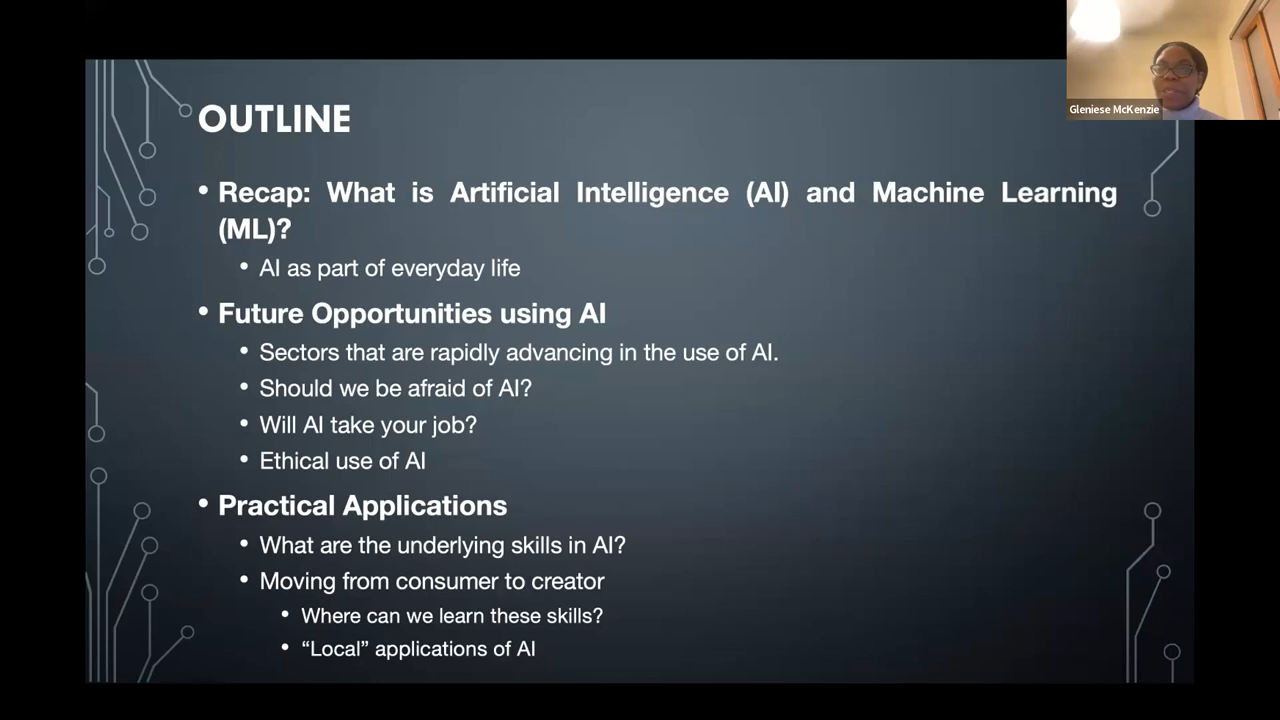 OUTLINE
• Recap: What is Artificial Intelligence (AI) and Machine Learning
(ML)?
• AI as part of everyday life
• Future Opportunities using AI
• Sectors that are rapidly advancing in the use of AI.
• Should we be afraid of AI?
• Will AI take your job?
• Ethical use of AI
• Practical Applications
• What are the underlying skills in AI?
• Moving from consumer to creator
• Where can we learn these skills?
• “Local” applications of AI
Gleniese McKenzie